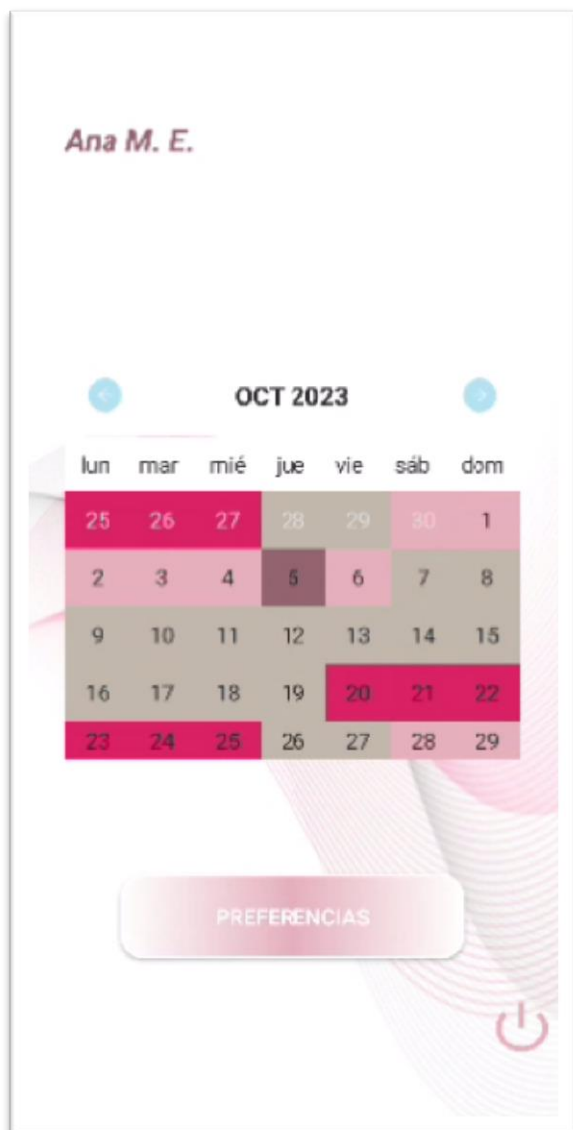 Ana M. E.
OCT 2023
lun mar mié jue vie sáb dom
25 26 27 28 29 30 1
2 3 4 5 6 7 8
9 10 11 12 13 14 15
16 17 18 19 20 21 22
23 24 25 26 27 28 29
PREFERENCIAS